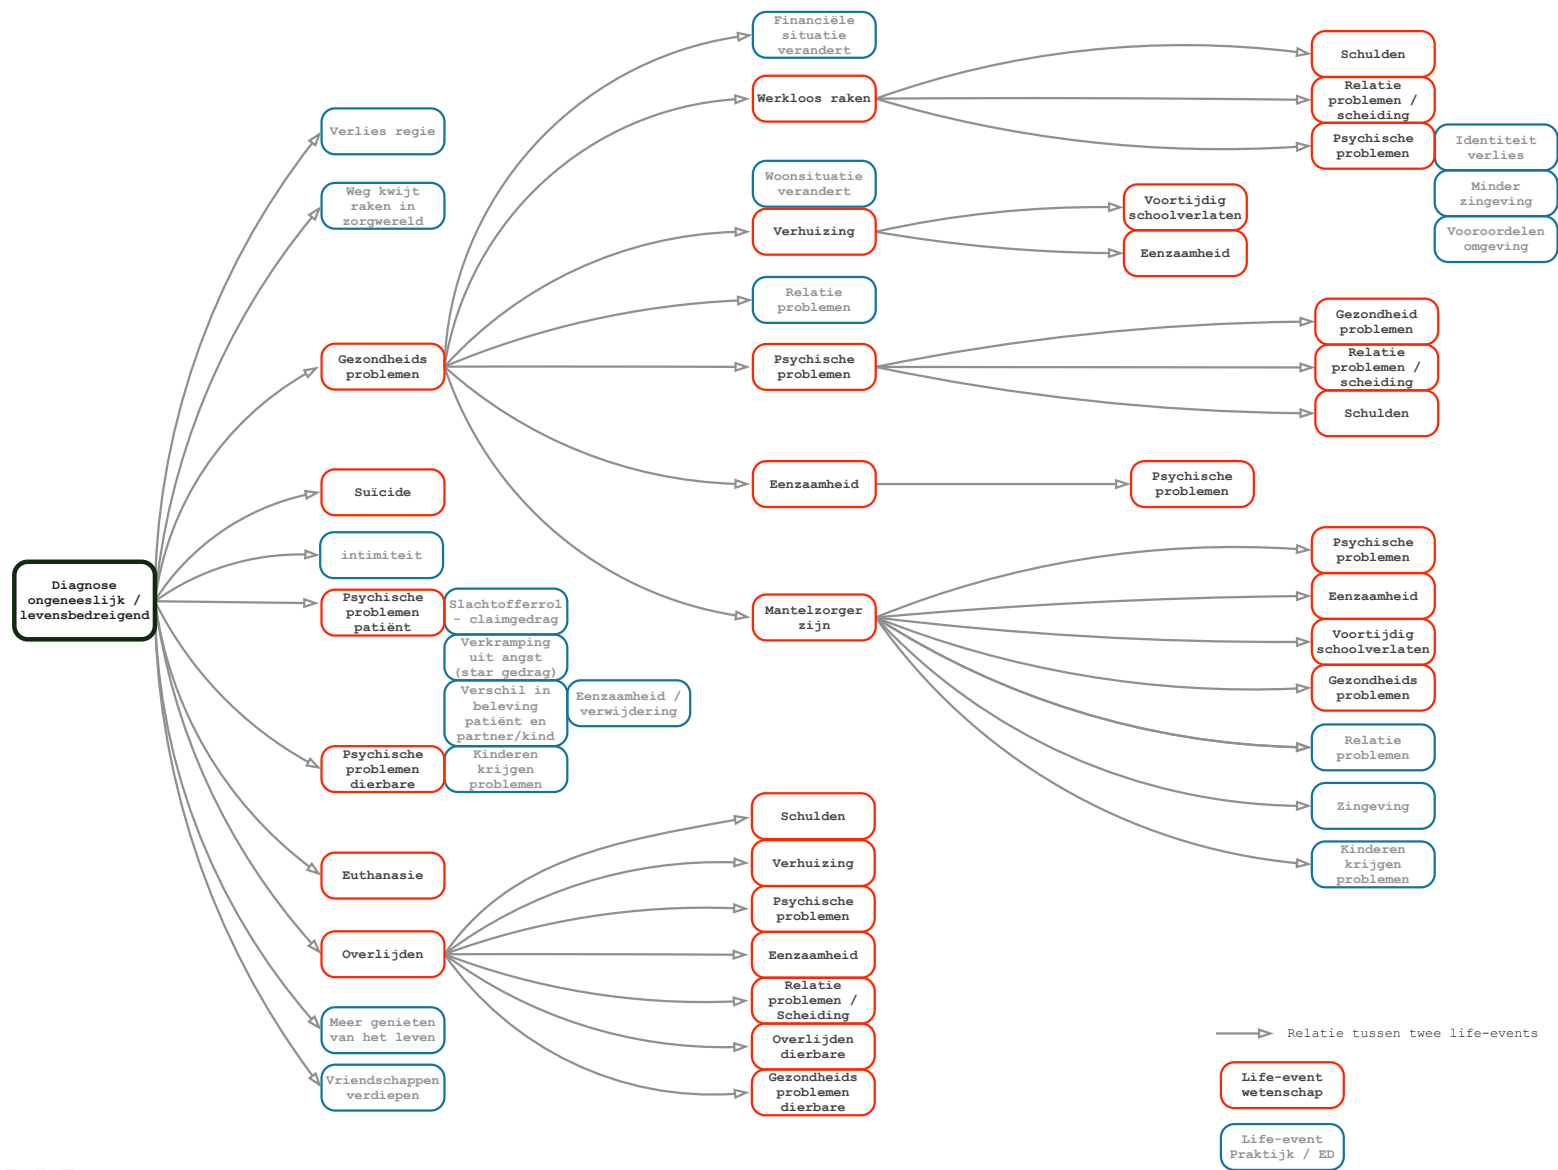 Financiële
situatie
verandert
Werkloos raken
Schulden
Relatie
problemen /
scheiding
Psychische
problemen
Identiteit
verlies
Minder
zingeving
Vooroordelen
omgeving
Verlies regie
Weg kwijt
raken in
zorgwereld
Woonsituatie
verandert
Verhuizing
Voortijdig
schoolverlaten
Eenzaamheid
Relatie
problemen
Gezondheids
problemen
Psychische
problemen
Gezondheid
problemen
Relatie
problemen /
scheiding
Schulden
Suïcide
Eenzaamheid
Psychische
problemen
intimiteit
Diagnose
ongeneeslijk /
levensbedreigend
Psychische
problemen
patiënt
Slachtofferrol
- claimgedrag
Verkramping
uit angst
(star gedrag)
Verschil in
beleving
patiënt en
partner/kind
Eenzaamheid /
verwijdering
Psychische
problemen
dierbare
Kinderen
krijgen
problemen
Mantelzorger
zijn
Psychische
problemen
Eenzaamheid
Voortijdig
schoolverlaten
Gezondheids
problemen
Relatie
problemen
Zingeving
Kinderen
krijgen
problemen
Euthanasie
Overlijden
Schulden
Verhuizing
Psychische
problemen
Eenzaamheid
Relatie
problemen /
Scheiding
Overlijden
dierbare
Gezondheids
problemen
dierbare
Meer genieten
van het leven
Vriendschappen
verdiepen
Relatie tussen twee life-events
Life-event
wetenschap
Life-event
Praktijk / ED